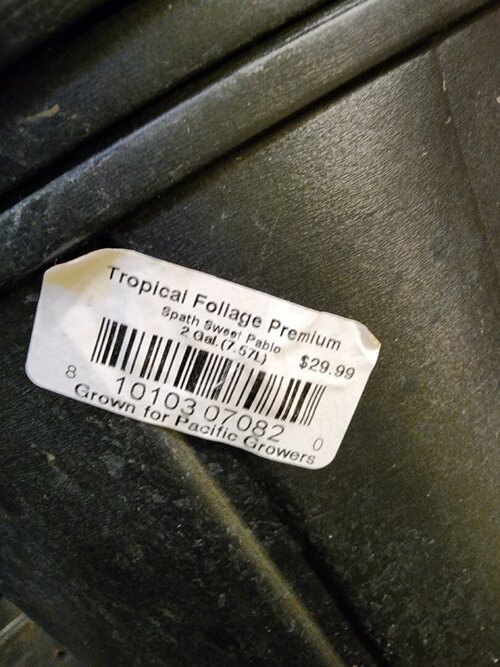 Tropical Foliage Premium
Spath Sweet Pablo
2 Gal.(7.57L) $29.99
8 10103 07082 0
Grown for Pacific Growers